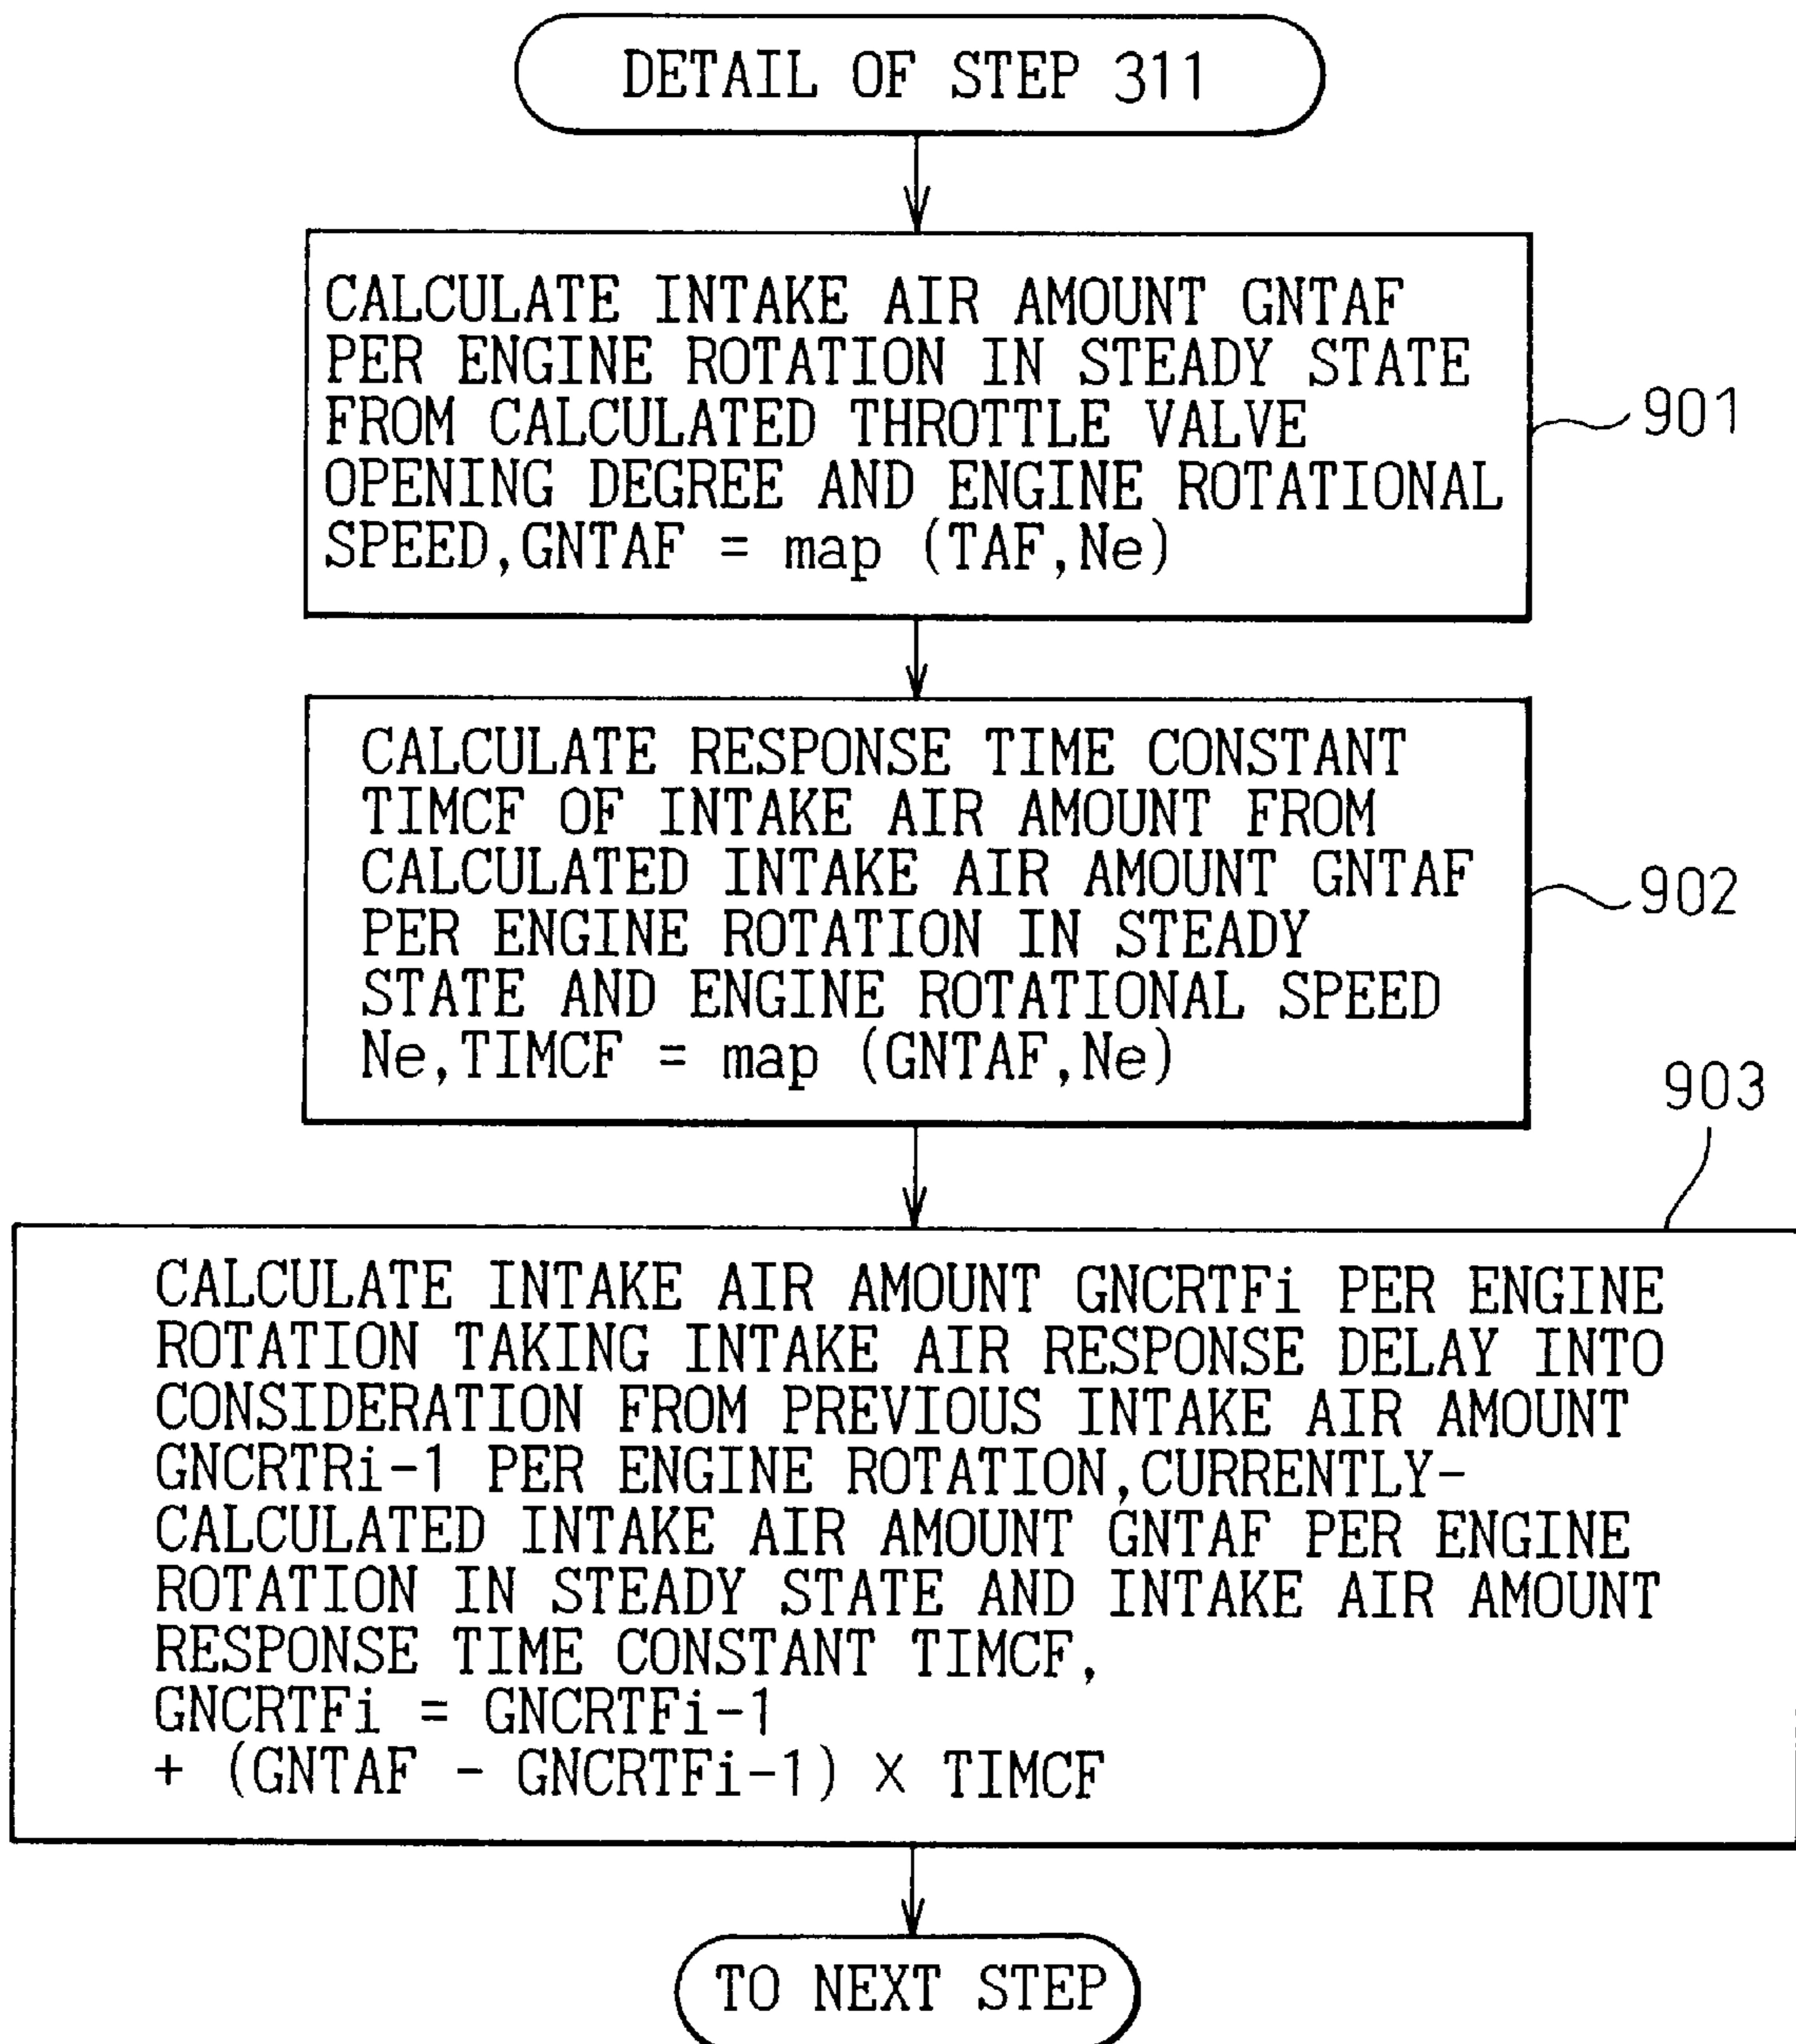 DETAIL OF STEP 311
CALCULATE INTAKE AIR AMOUNT GNTAF
PER ENGINE ROTATION IN STEADY STATE
FROM CALCULATED THROTTLE VALVE
OPENING DEGREE AND ENGINE ROTATIONAL
SPEED,GNTAF = map (TAF,Ne)
901
CALCULATE RESPONSE TIME CONSTANT
TIMCF OF INTAKE AIR AMOUNT FROM
CALCULATED INTAKE AIR AMOUNT GNTAF
PER ENGINE ROTATION IN STEADY
STATE AND ENGINE ROTATIONAL SPEED
Ne,TIMCF = map (GNTAF,Ne)
902
903
CALCULATE INTAKE AIR AMOUNT GNCRTFi PER ENGINE
ROTATION TAKING INTAKE AIR RESPONSE DELAY INTO
CONSIDERATION FROM PREVIOUS INTAKE AIR AMOUNT
GNCRTRi-1 PER ENGINE ROTATION,CURRENTLY-
CALCULATED INTAKE AIR AMOUNT GNTAF PER ENGINE
ROTATION IN STEADY STATE AND INTAKE AIR AMOUNT
RESPONSE TIME CONSTANT TIMCF,
GNCRTFi = GNCRTFi-1
+ (GNTAF - GNCRTFi-1) × TIMCF
TO NEXT STEP